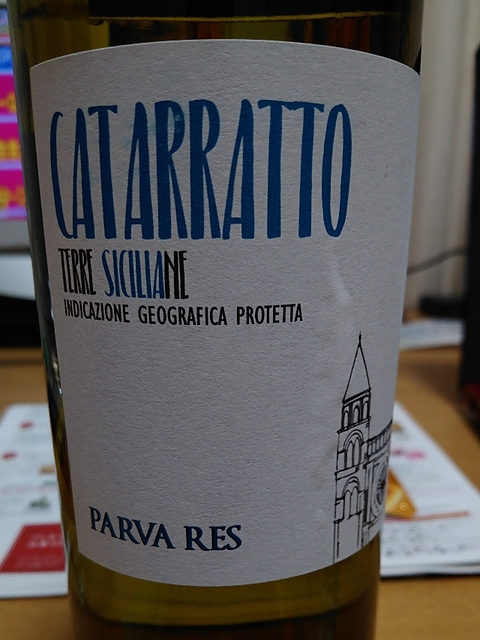 CATARRATTO
TERRE SICILIANE
INDICAZIONE GEOGRAFICA PROTETTA
PARVA RES